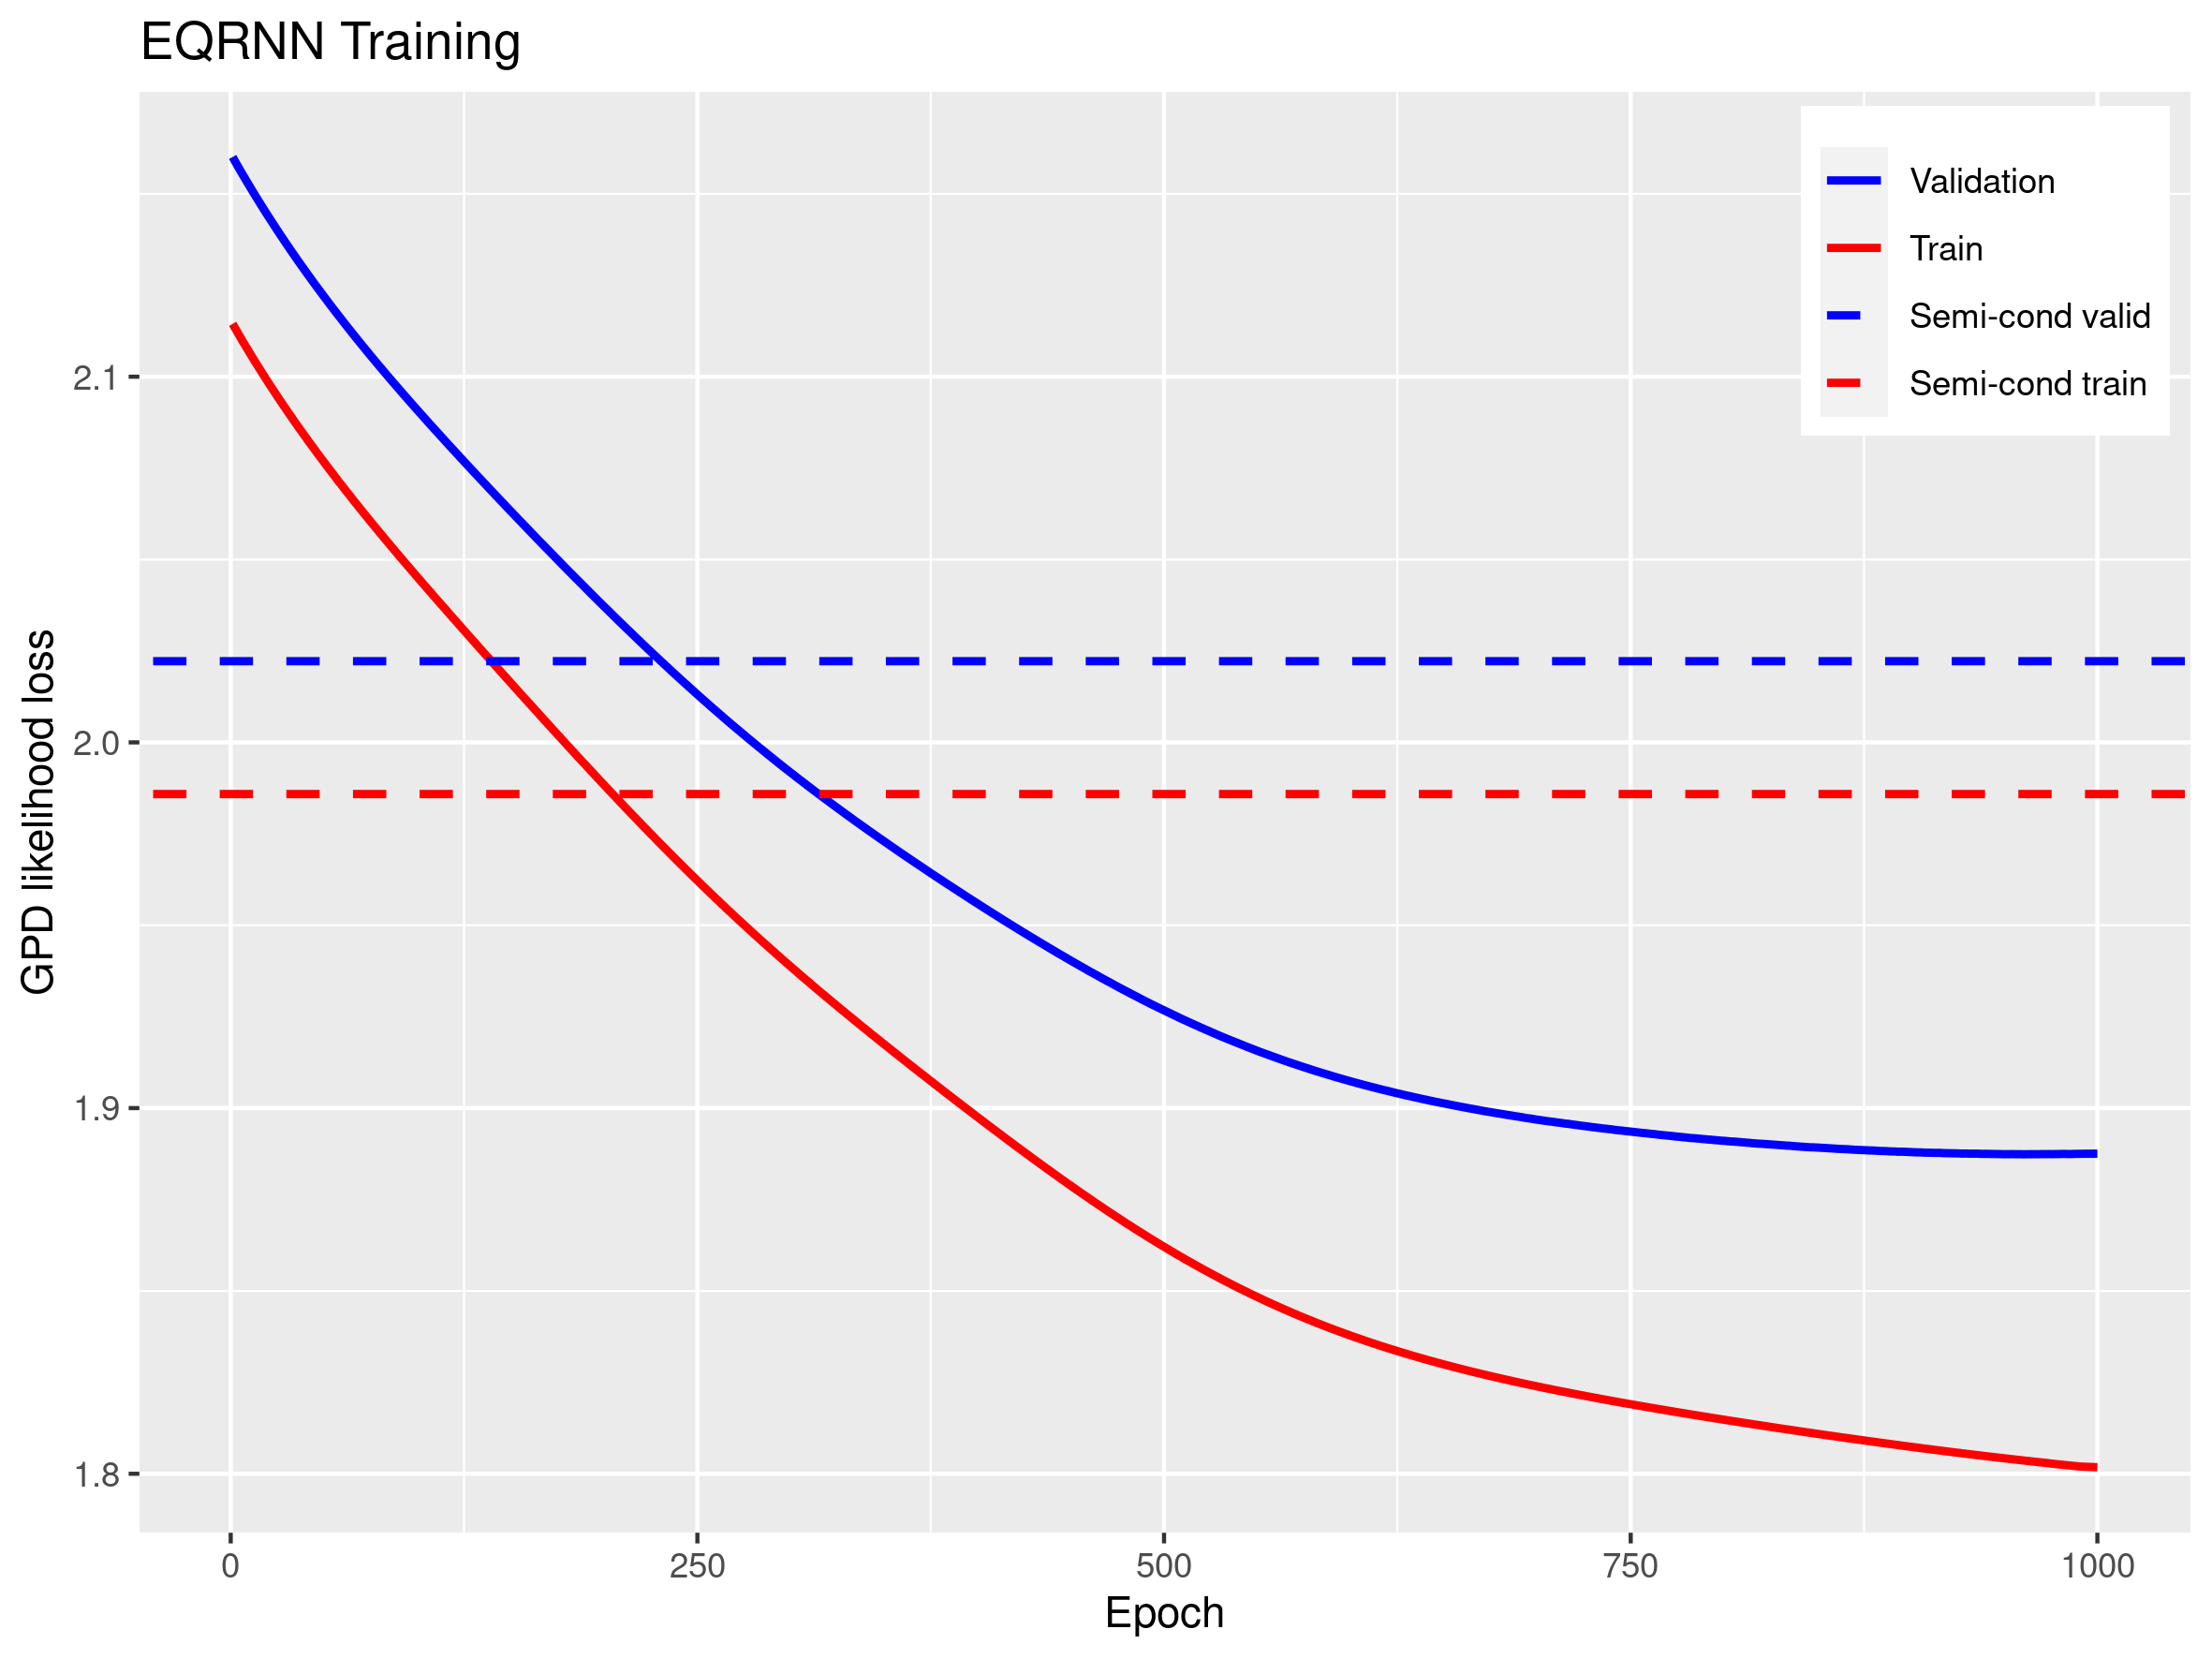 EQRNN Training
Validation
Train
Semi-cond valid
Semi-cond train
GPD likelihood loss
2.1
2.0
1.9
1.8
0 250 500 750 1000
Epoch